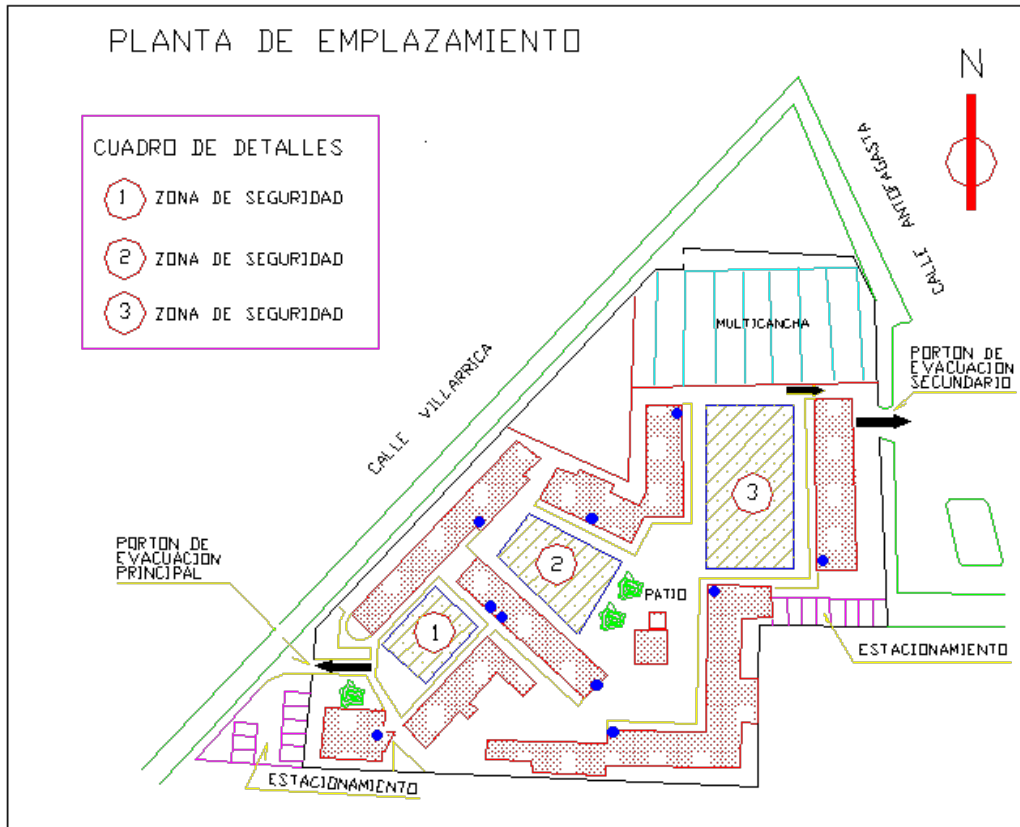 PLANTA DE EMPLAZAMIENTO
N
CUADRO DE DETALLES
1 ZONA DE SEGURIDAD
2 ZONA DE SEGURIDAD
3 ZONA DE SEGURIDAD
CALLE ANTOFAGASTA
MULTICANCHA
CALLE VILLARRICA
PORTON DE
EVACUACION
SECUNDARIO
3
2
1
PATIO
PORTON DE
EVACUACION
PRINCIPAL
ESTACIONAMIENTO
ESTACIONAMIENTO